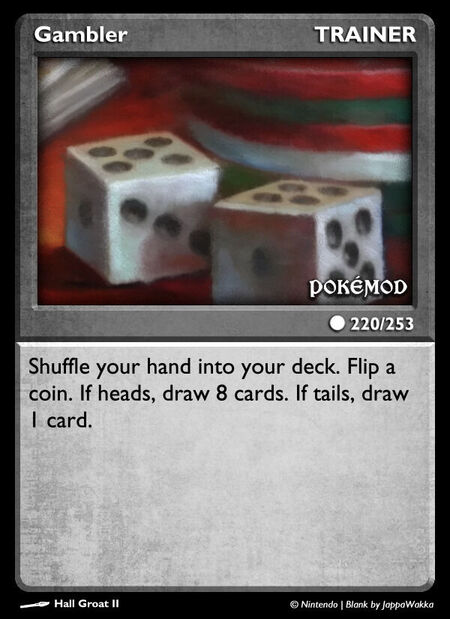 Gambler TRAINER
POKÉMOD
220/253
Shuffle your hand into your deck. Flip a
coin. If heads, draw 8 cards. If tails, draw
1 card.
Hall Groat II © Nintendo | Blank by JappaWakka